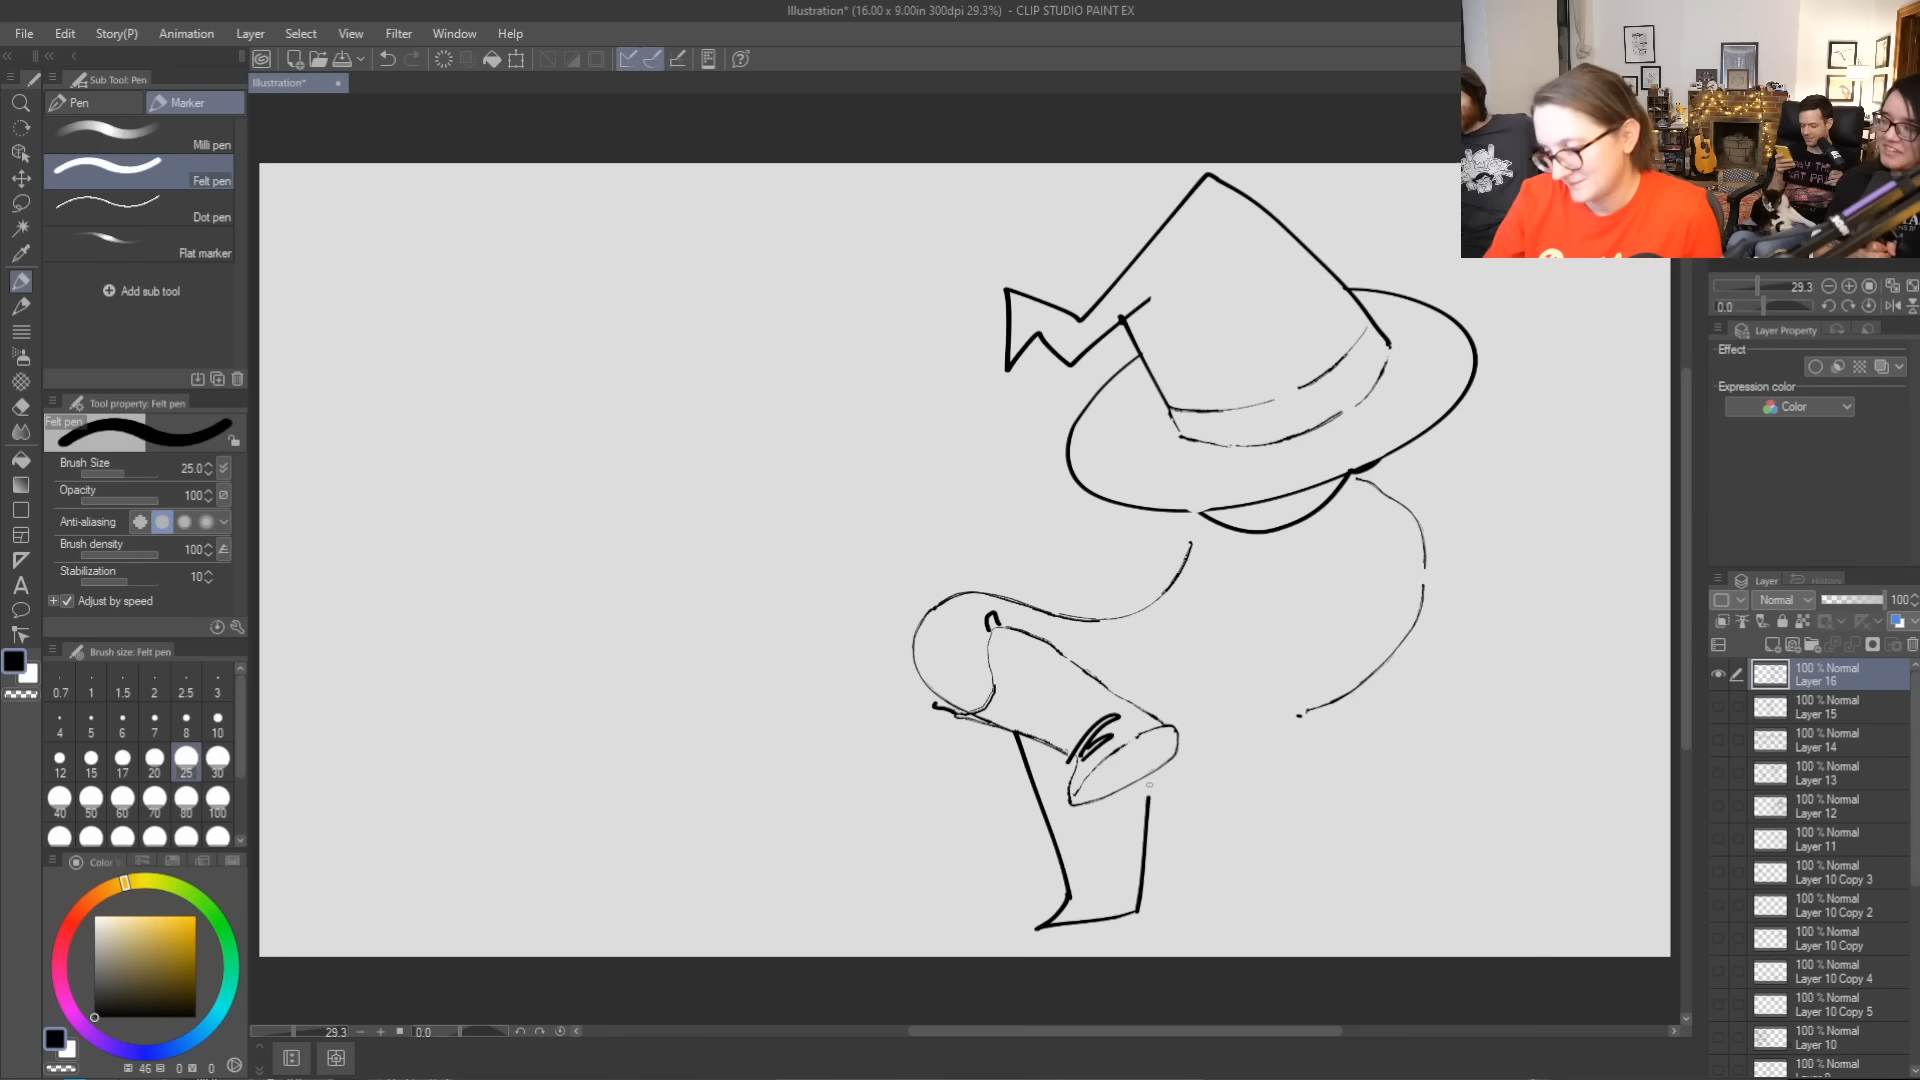 Illustration* (16.00 x 9.00in 300dpi 29.3%) - CLIP STUDIO PAINT EX
File Edit Story(P) Animation Layer Select View Filter Window Help
Sub Tool: Pen
Illustration*
Pen Marker
Milli pen
Felt pen
Dot pen
Flat marker
Add sub tool
Tool property: Felt pen
Felt pen
Brush Size 25.0
Opacity 100
Anti-aliasing
Brush density 100
Stabilization 10
Adjust by speed
Brush size: Felt pen
0.7 1 1.5 2 2.5 3
4 5 6 7 8 10
12 15 17 20 25 30
40 50 60 70 80 100
Color
46 0 0
29.3 0.0
29.3
0.0
Layer Property
Effect
Expression color
Color
Layer History
Normal 100
100 % Normal
Layer 16
100 % Normal
Layer 15
100 % Normal
Layer 14
100 % Normal
Layer 13
100 % Normal
Layer 12
100 % Normal
Layer 11
100 % Normal
Layer 10 Copy 3
100 % Normal
Layer 10 Copy 2
100 % Normal
Layer 10 Copy
100 % Normal
Layer 10 Copy 4
100 % Normal
Layer 10 Copy 5
100 % Normal
Layer 10
100 % Normal